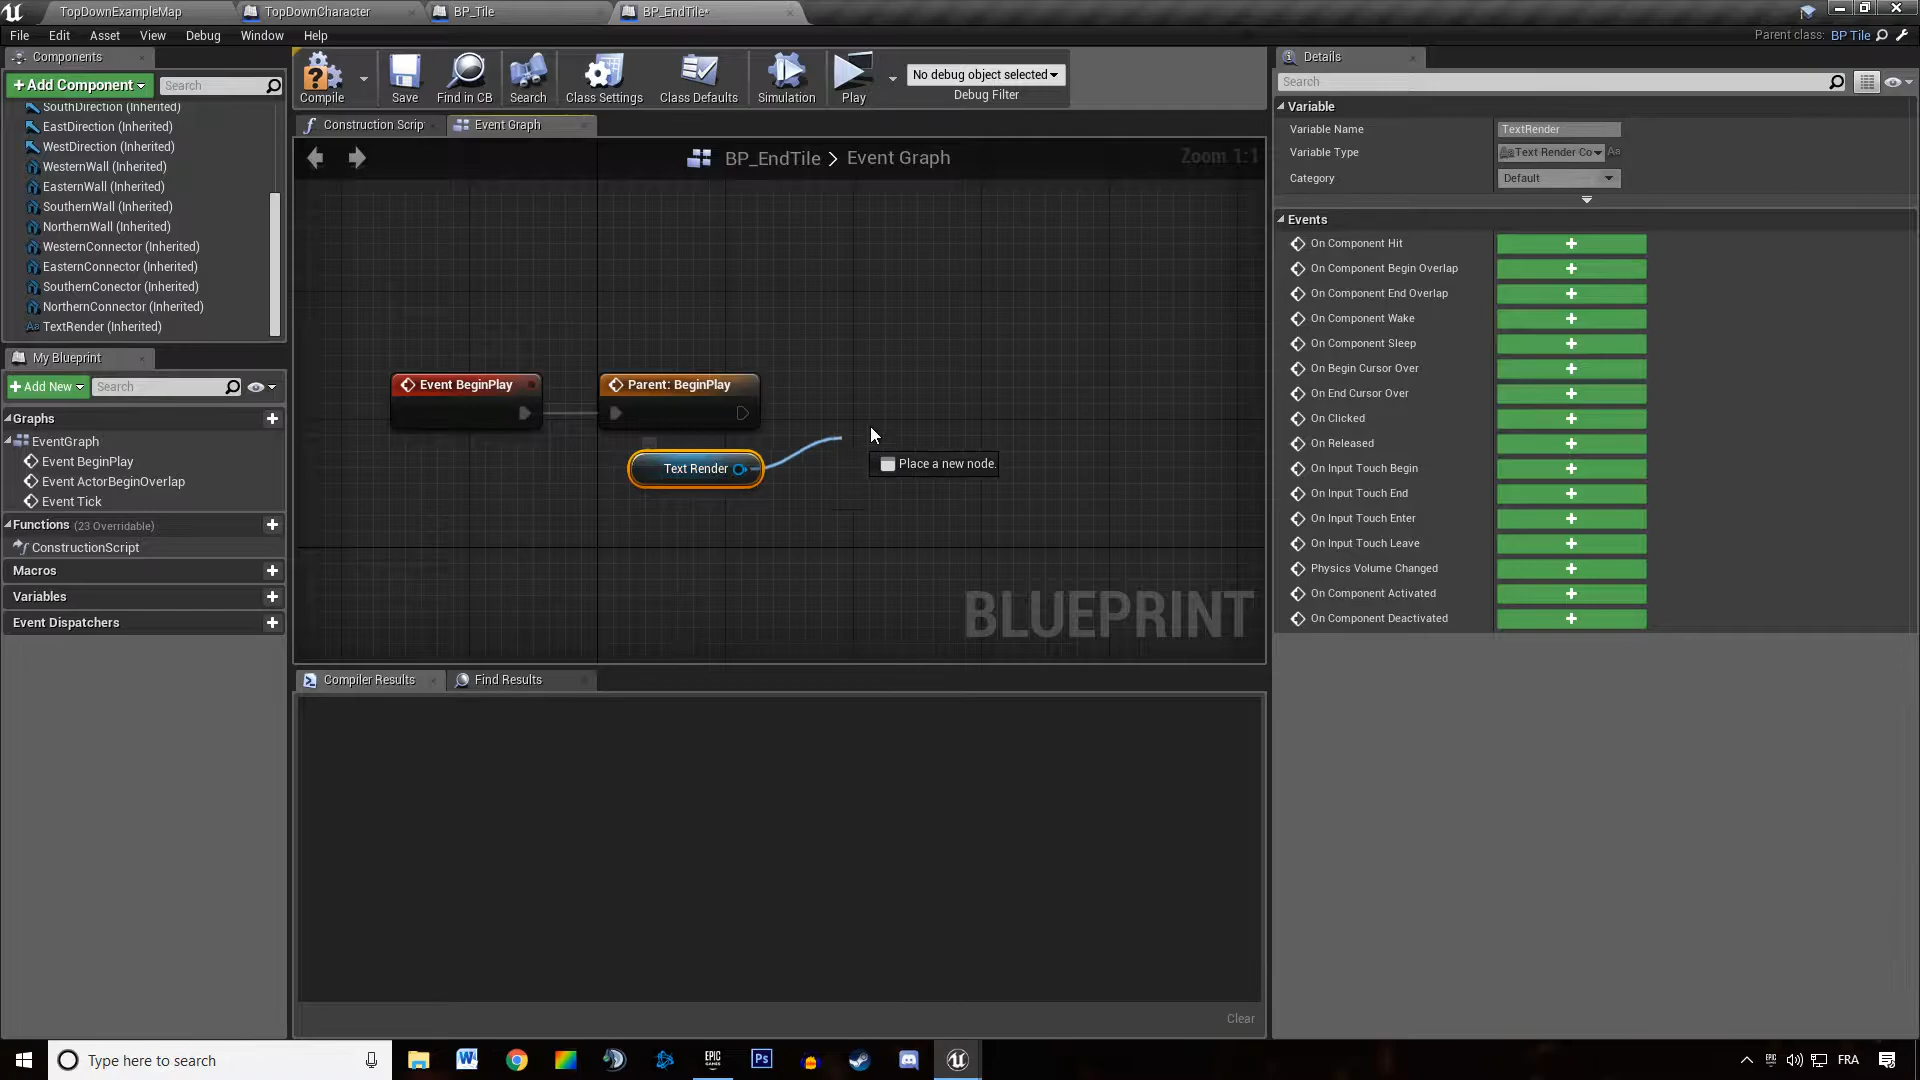 TopDownExampleMap
TopDownCharacter
BP_Tile
BP_EndTile*
File Edit Asset View Debug Window Help
Parent class: BP Tile
Components
+Add Component
Search
SouthDirection (Inherited)
EastDirection (Inherited)
WestDirection (Inherited)
WesternWall (Inherited)
EasternWall (Inherited)
SouthernWall (Inherited)
NorthernWall (Inherited)
WesternConnector (Inherited)
EasternConnector (Inherited)
SouthernConector (Inherited)
NorthernConnector (Inherited)
Aa TextRender (Inherited)
My Blueprint
+Add New
Search
Graphs
EventGraph
Event BeginPlay
Event ActorBeginOverlap
Event Tick
Functions (23 Overridable)
ConstructionScript
Macros
Variables
Event Dispatchers
Compile
Save
Find in CB
Search
Class Settings
Class Defaults
Simulation
Play
No debug object selected
Debug Filter
Construction Scrip
Event Graph
BP_EndTile > Event Graph
Zoom 1:1
Event BeginPlay
Parent: BeginPlay
Text Render
Place a new node.
BLUEPRINT
Compiler Results
Find Results
Clear
Details
Search
Variable
Variable Name TextRender
Variable Type Text Render Co
Category Default
Events
On Component Hit
On Component Begin Overlap
On Component End Overlap
On Component Wake
On Component Sleep
On Begin Cursor Over
On End Cursor Over
On Clicked
On Released
On Input Touch Begin
On Input Touch End
On Input Touch Enter
On Input Touch Leave
Physics Volume Changed
On Component Activated
On Component Deactivated
Type here to search
EPIC GAMES
Ps
FRA